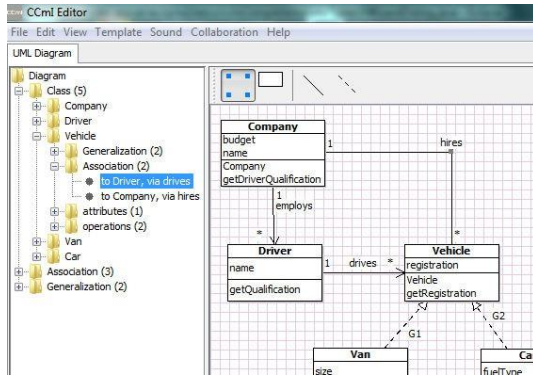 CCmI Editor
File Edit View Template Sound Collaboration Help
UML Diagram
Diagram
Class (5)
Company
Driver
Vehicle
Generalization (2)
Association (2)
to Driver, via drives
to Company, via hires
attributes (1)
operations (2)
Van
Car
Association (3)
Generalization (2)
Company
budget
name
Company
getDriverQualification
1
hires
1
employs
*
*
Driver
name
getQualification
1 drives *
Vehicle
registration
Vehicle
getRegistration
G1
G2
Van
size
Ca
fuelType